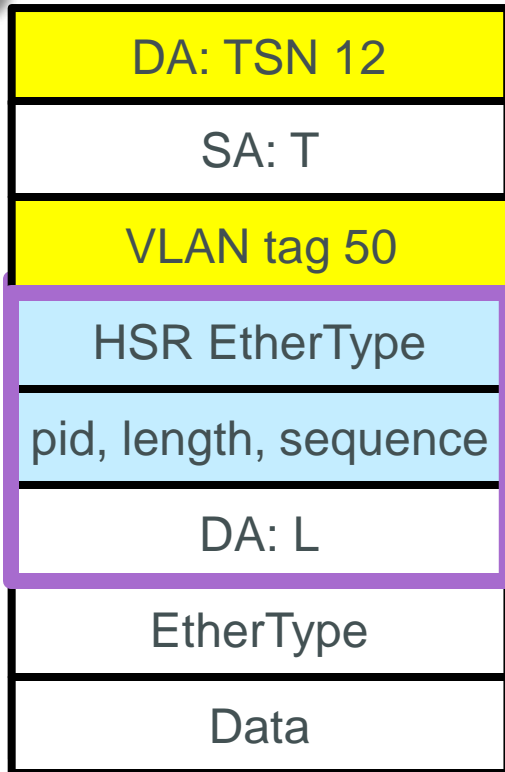 DA: TSN 12
SA: T
VLAN tag 50
HSR EtherType
pid, length, sequence
DA: L
EtherType
Data